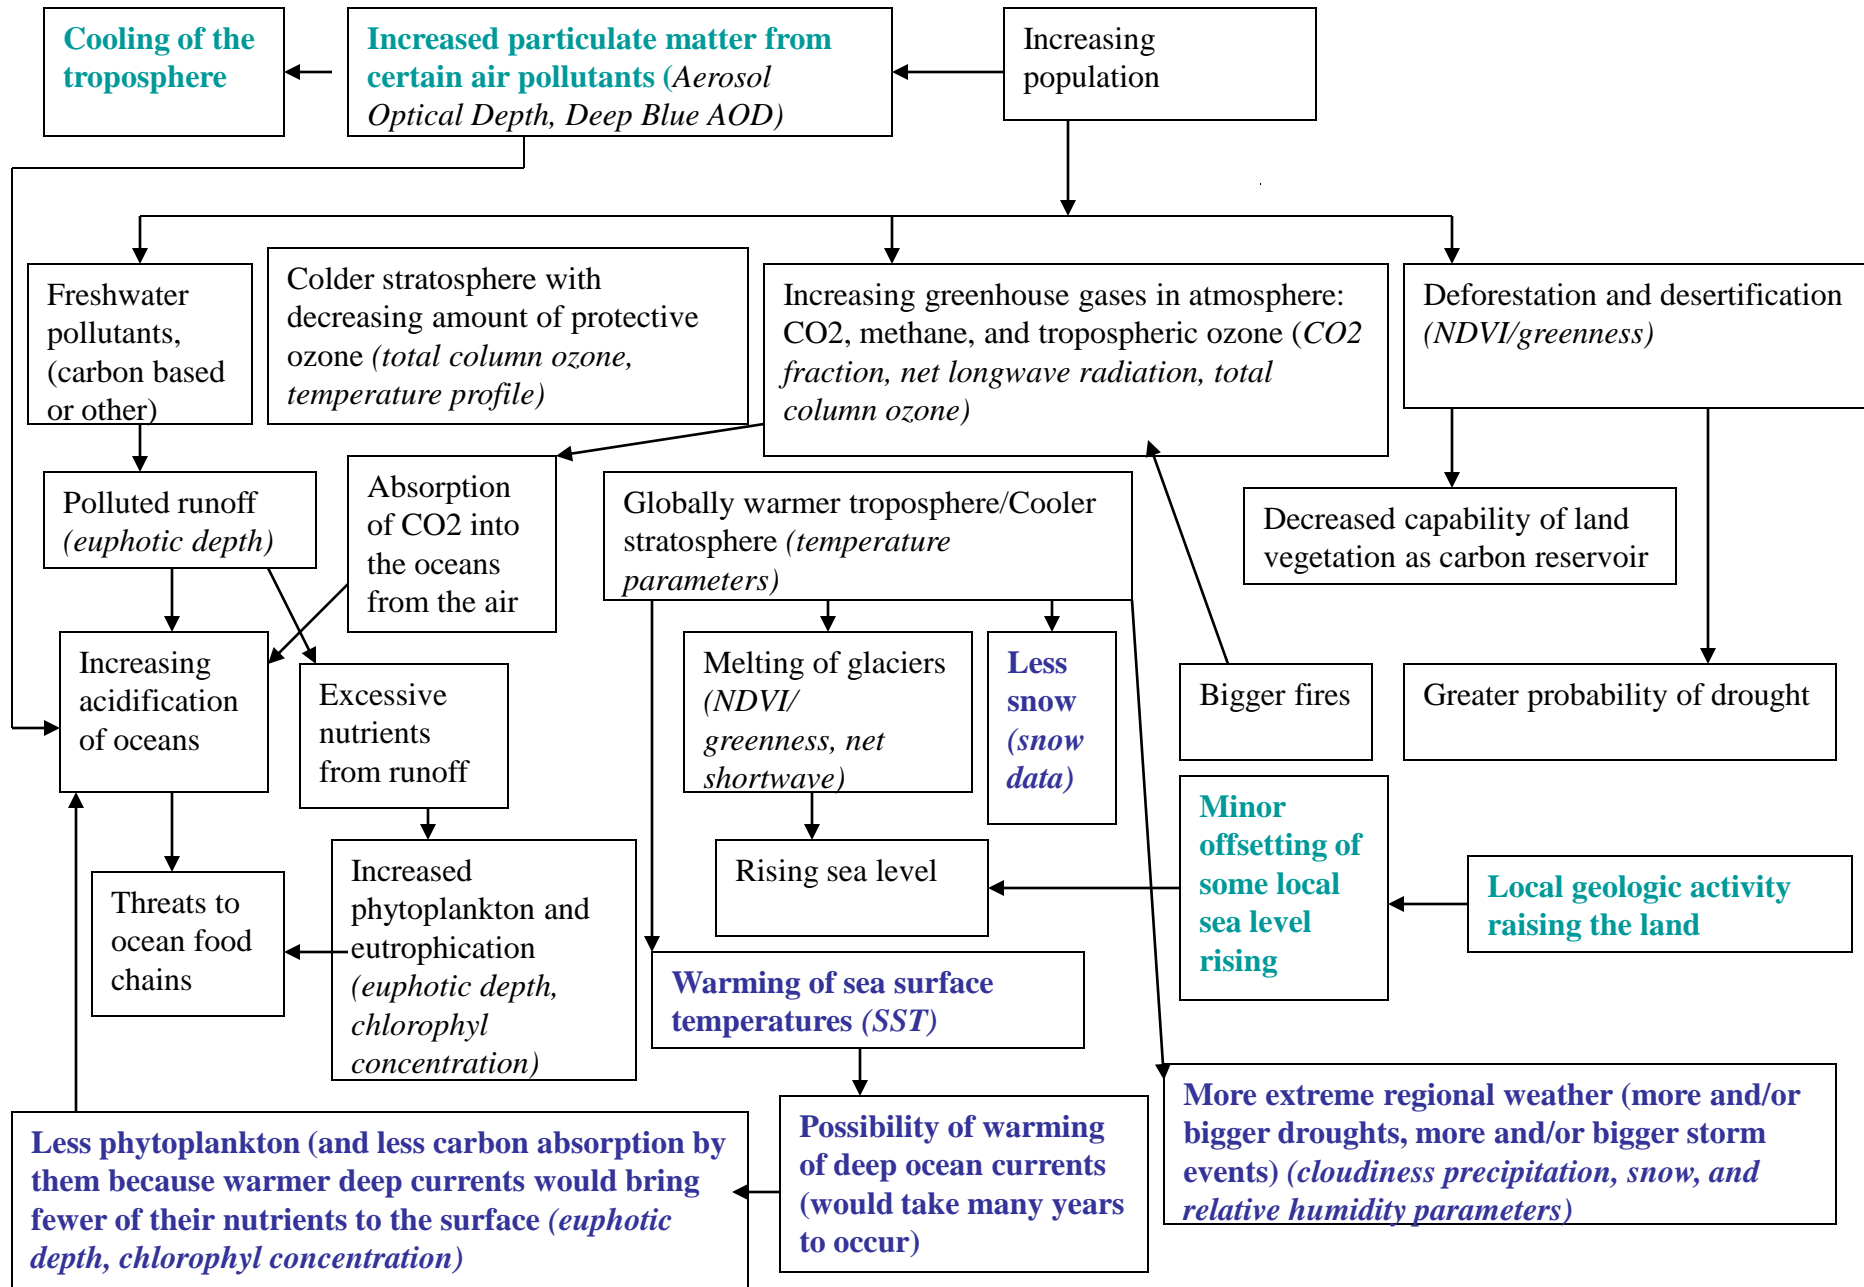 Cooling of the
troposphere
Increased particulate matter from
certain air pollutants (Aerosol
Optical Depth, Deep Blue AOD)
Increasing
population
Freshwater
pollutants,
(carbon based
or other)
Colder stratosphere with
decreasing amount of protective
ozone (total column ozone,
temperature profile)
Increasing greenhouse gases in atmosphere:
CO2, methane, and tropospheric ozone (CO2
fraction, net longwave radiation, total
column ozone)
Deforestation and desertification
(NDVI/greenness)
Polluted runoff
(euphotic depth)
Absorption
of CO2 into
the oceans
from the air
Globally warmer troposphere/Cooler
stratosphere (temperature
parameters)
Decreased capability of land
vegetation as carbon reservoir
Increasing
acidification
of oceans
Excessive
nutrients
from runoff
Melting of glaciers
(NDVI/
greenness, net
shortwave)
Less
snow
(snow
data)
Bigger fires
Greater probability of drought
Minor
offsetting of
some local
sea level
rising
Local geologic activity
raising the land
Rising sea level
Threats to
ocean food
chains
Increased
phytoplankton and
eutrophication
(euphotic depth,
chlorophyl
concentration)
Warming of sea surface
temperatures (SST)
Less phytoplankton (and less carbon absorption by
them because warmer deep currents would bring
fewer of their nutrients to the surface (euphotic
depth, chlorophyl concentration)
Possibility of warming
of deep ocean currents
(would take many years
to occur)
More extreme regional weather (more and/or
bigger droughts, more and/or bigger storm
events) (cloudiness precipitation, snow, and
relative humidity parameters)